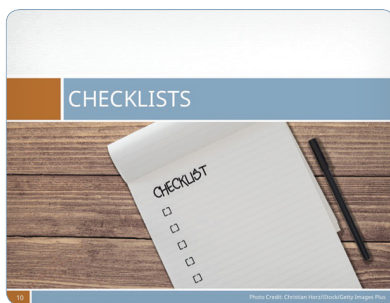 CHECKLISTS
CHECKLIST
10
Photo Credit: Christian Horz/iStock/Getty Images Plus